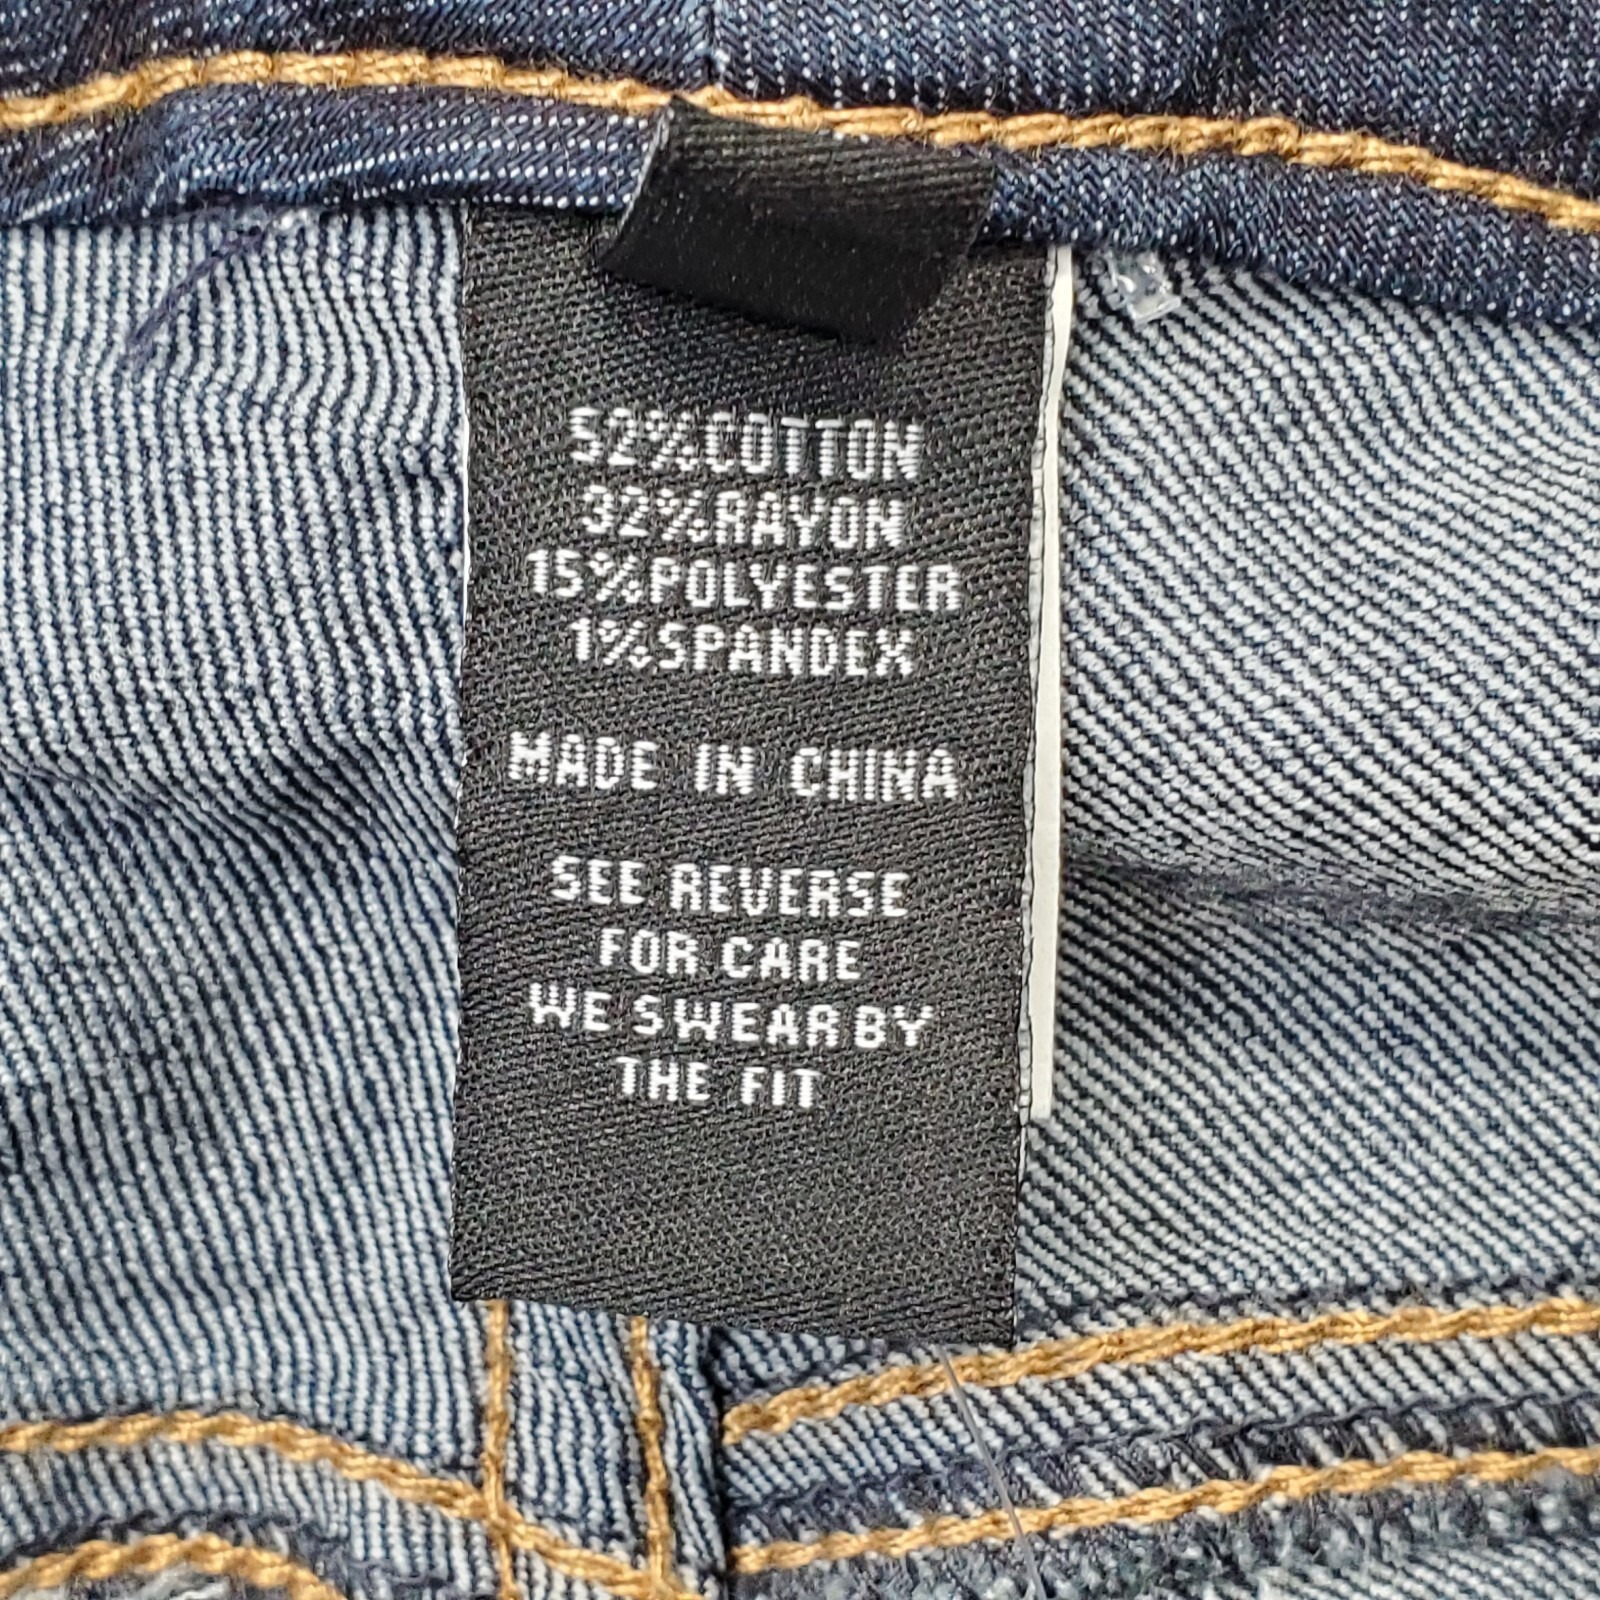 52%COTTON
32%RAYON
15%POLYESTER
1%SPANDEX
MADE IN CHINA
SEE REVERSE
FOR CARE
WE SWEAR BY
THE FIT